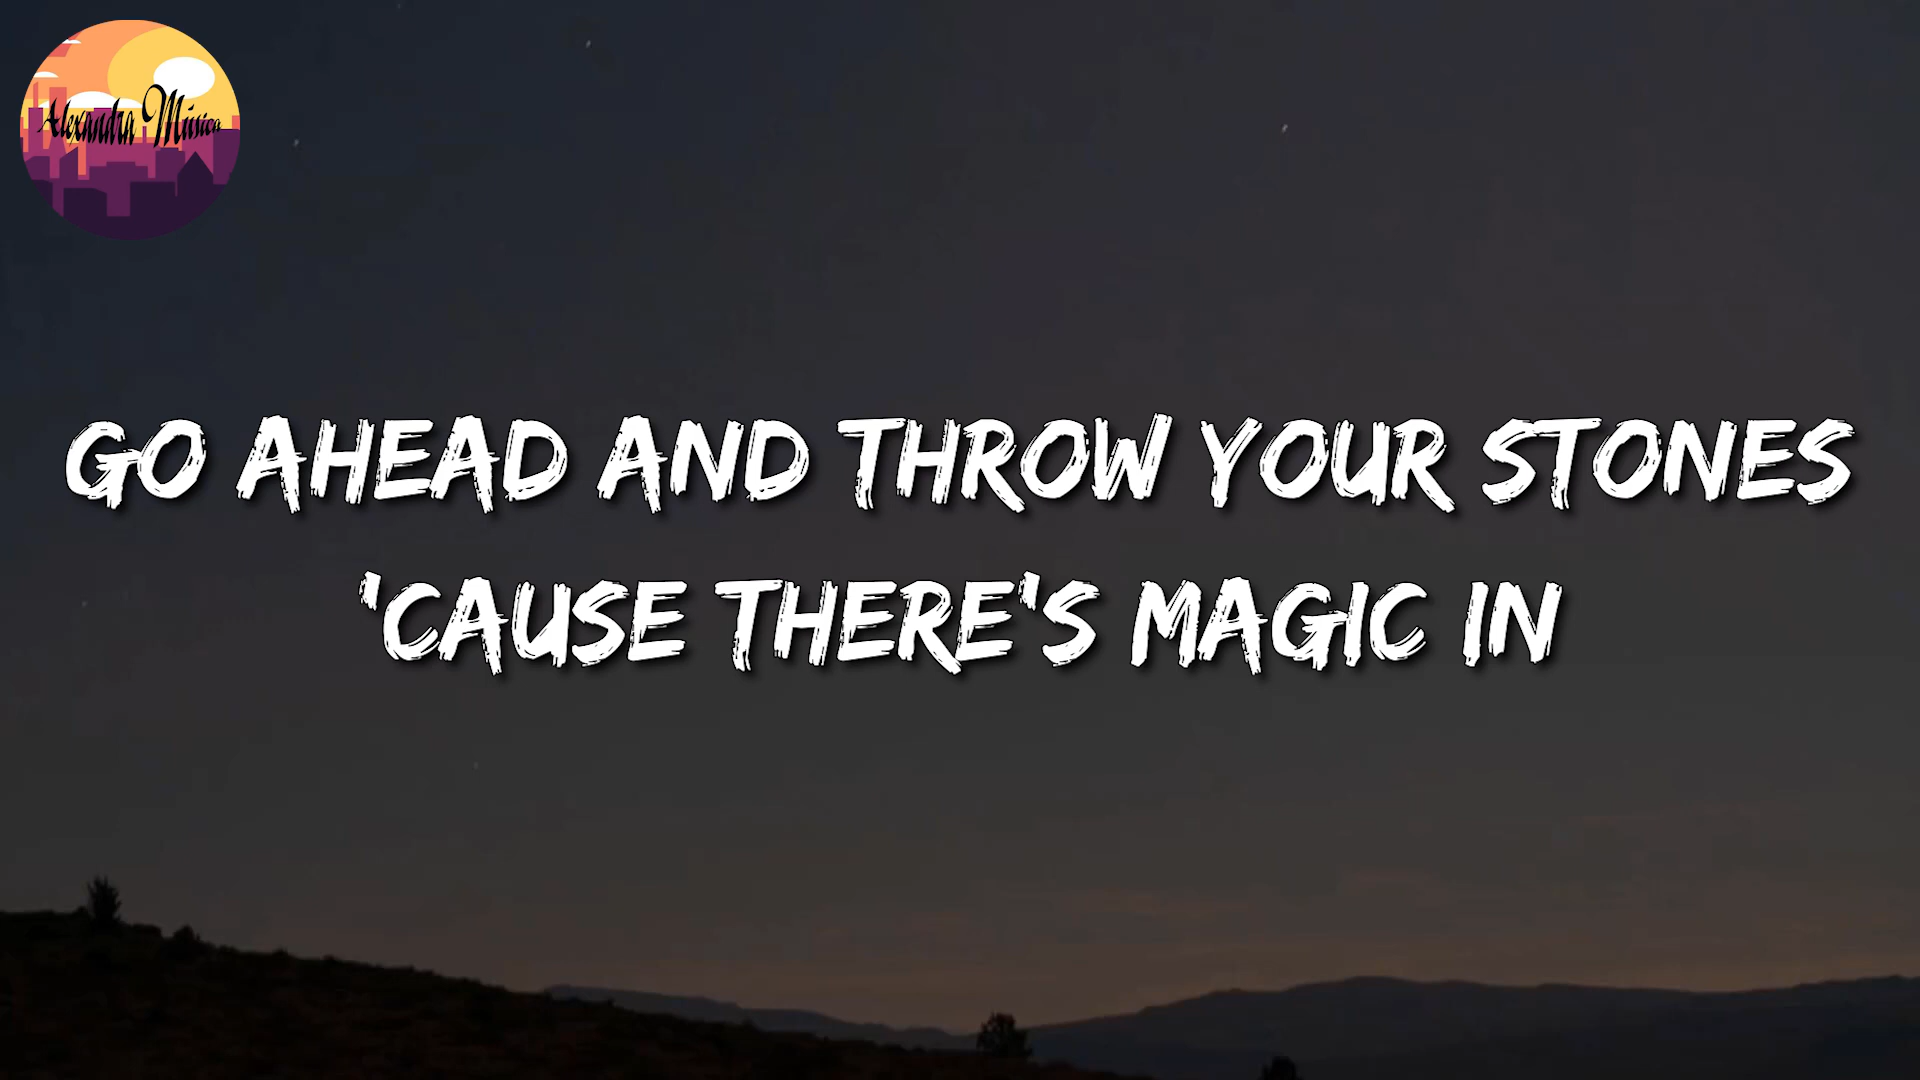 Alexandra Música
GO AHEAD AND THROW YOUR STONES
'CAUSE THERE'S MAGIC IN